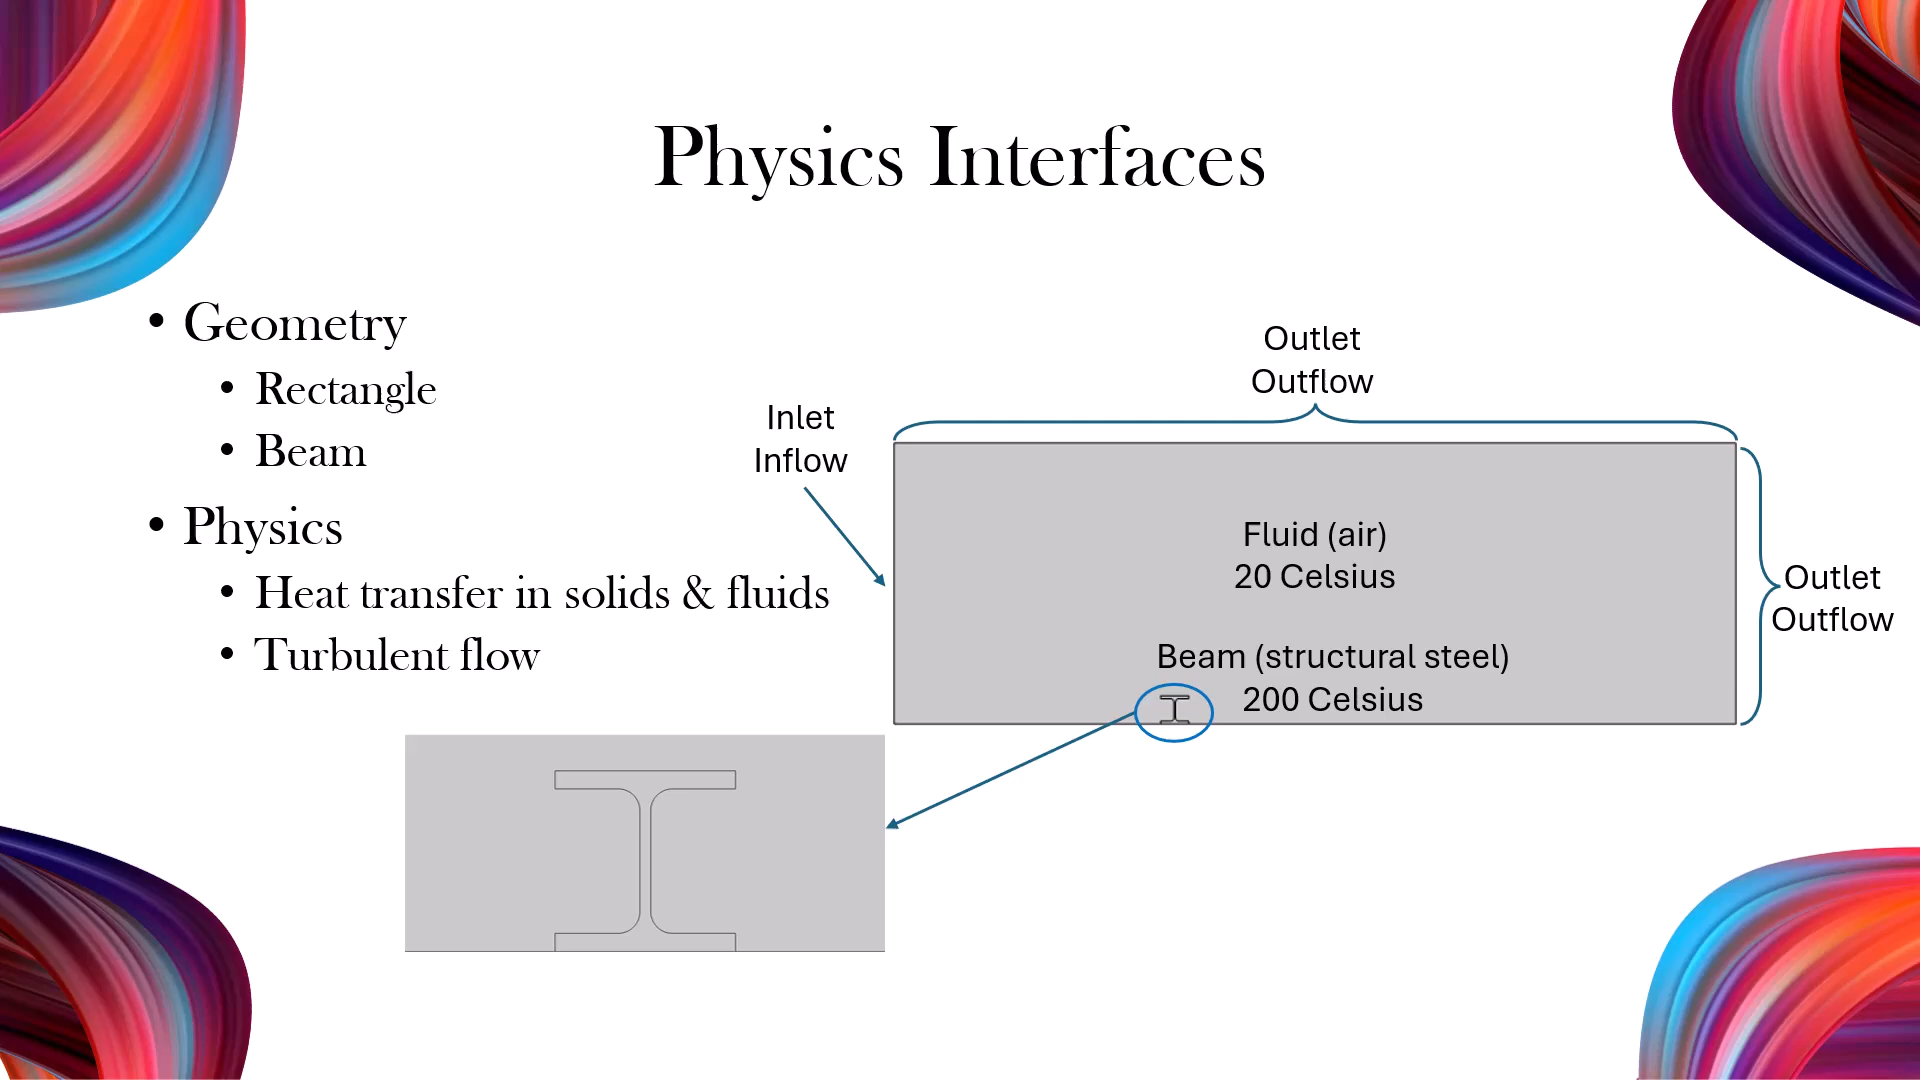 Physics Interfaces
• Geometry
• Rectangle
• Beam
• Physics
• Heat transfer in solids & fluids
• Turbulent flow
Outlet
Outflow
Inlet
Inflow
Fluid (air)
20 Celsius
Outlet
Outflow
Beam (structural steel)
200 Celsius